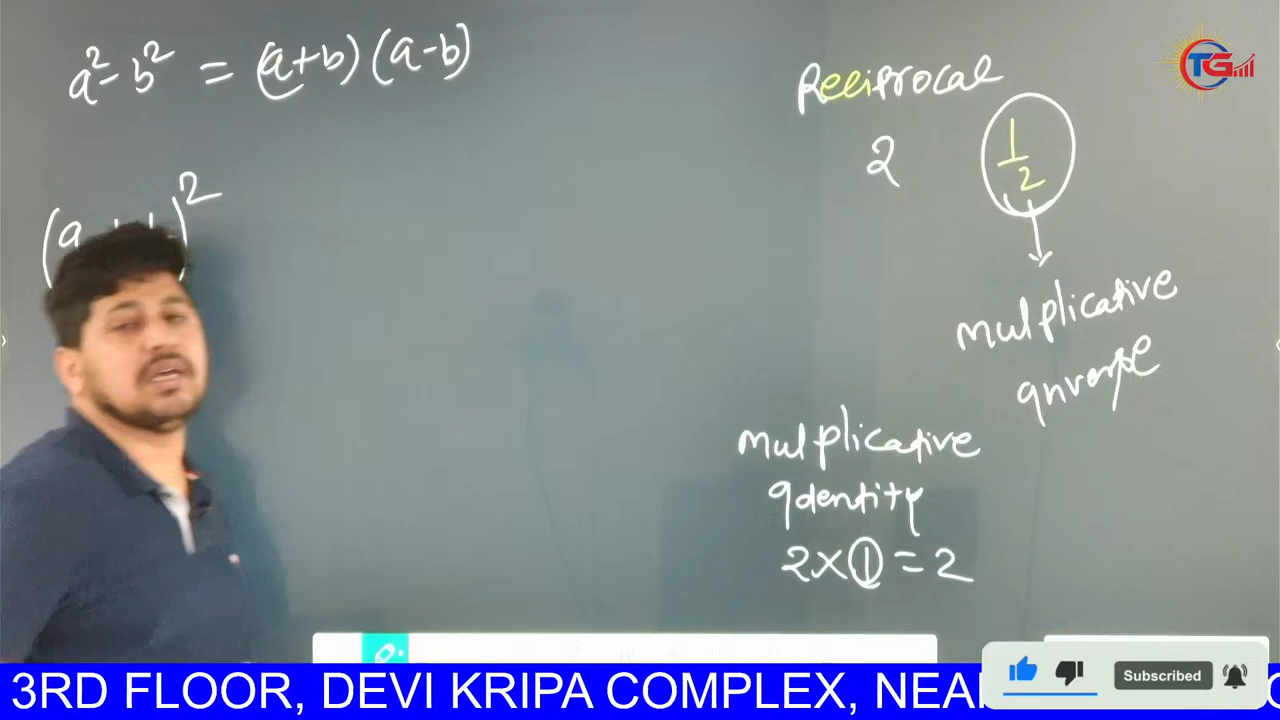 a² - b² = (a+b) (a-b)
(a )²
Reciprocal
2 1/2
mulplicative
qnverse
mulplicative
qdentity
2×1=2
TG
3RD FLOOR, DEVI KRIPA COMPLEX, NEA
Subscribed